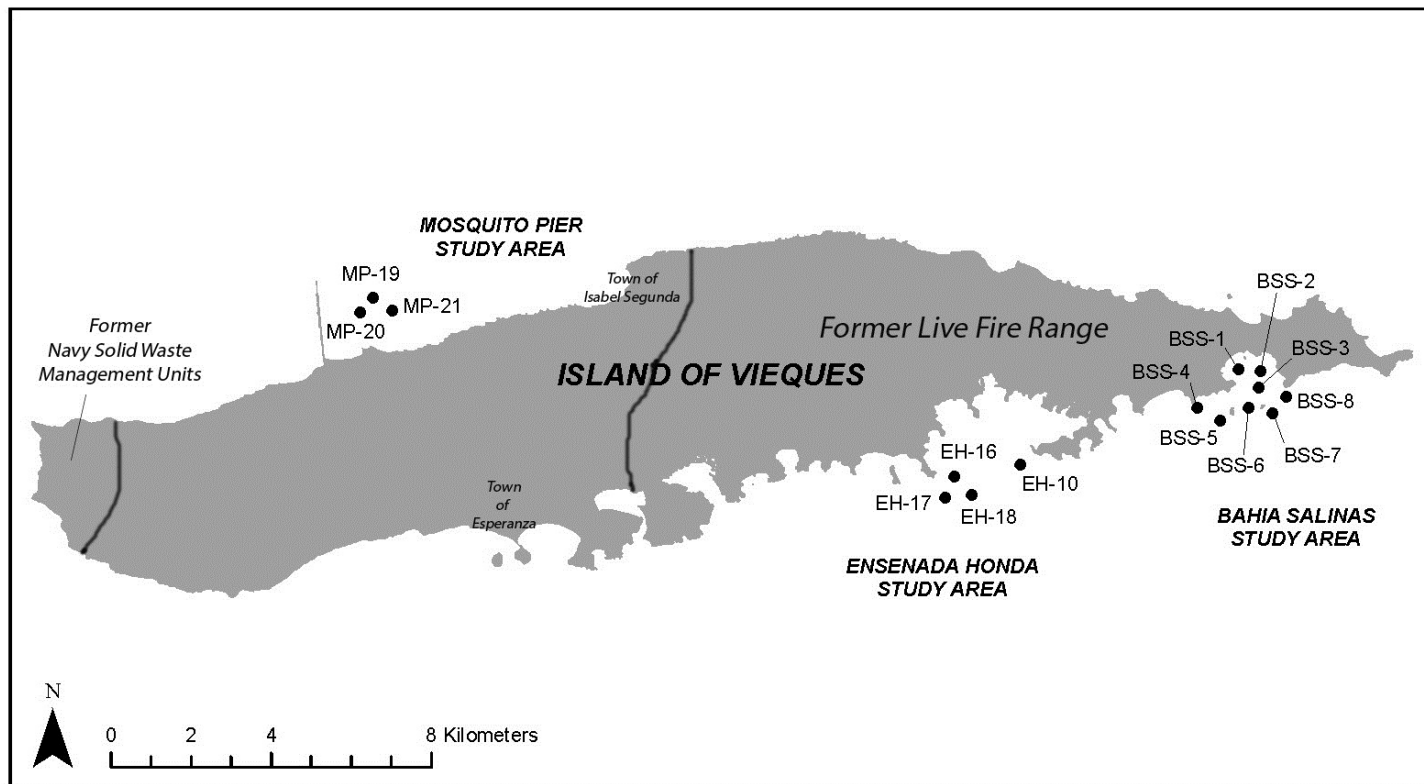 MOSQUITO PIER
STUDY AREA
MP-19
MP-21
MP-20
Town of
Isabel Segunda
Former
Navy Solid Waste
Management Units
Former Live Fire Range
ISLAND OF VIEQUES
BSS-2
BSS-1
BSS-3
BSS-4
BSS-8
BSS-5
BSS-6
BSS-7
EH-16
EH-10
EH-17
EH-18
Town
of
Esperanza
BAHIA SALINAS
STUDY AREA
ENSENADA HONDA
STUDY AREA
N
0 2 4 8 Kilometers